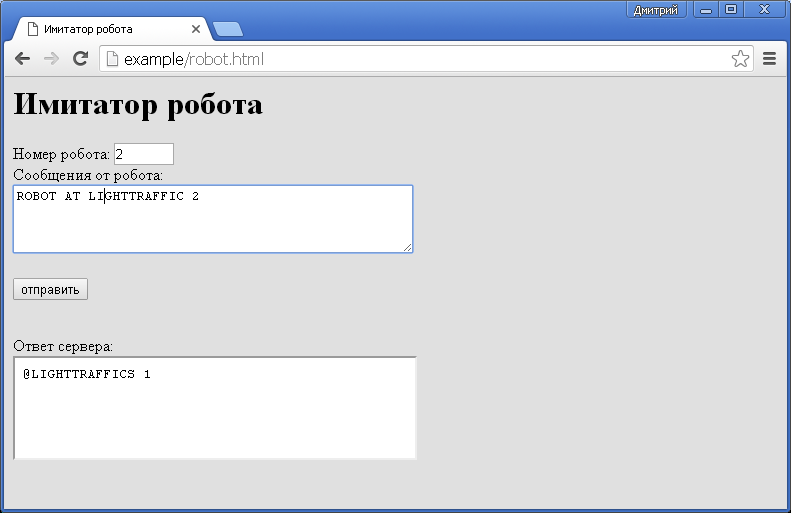 Дмитрий
Имитатор робота
example/robot.html
Имитатор робота
Номер робота: 2
Сообщения от робота:
ROBOT AT LIGHTTRAFFIC 2
отправить
Ответ сервера:
@LIGHTTRAFFICS 1